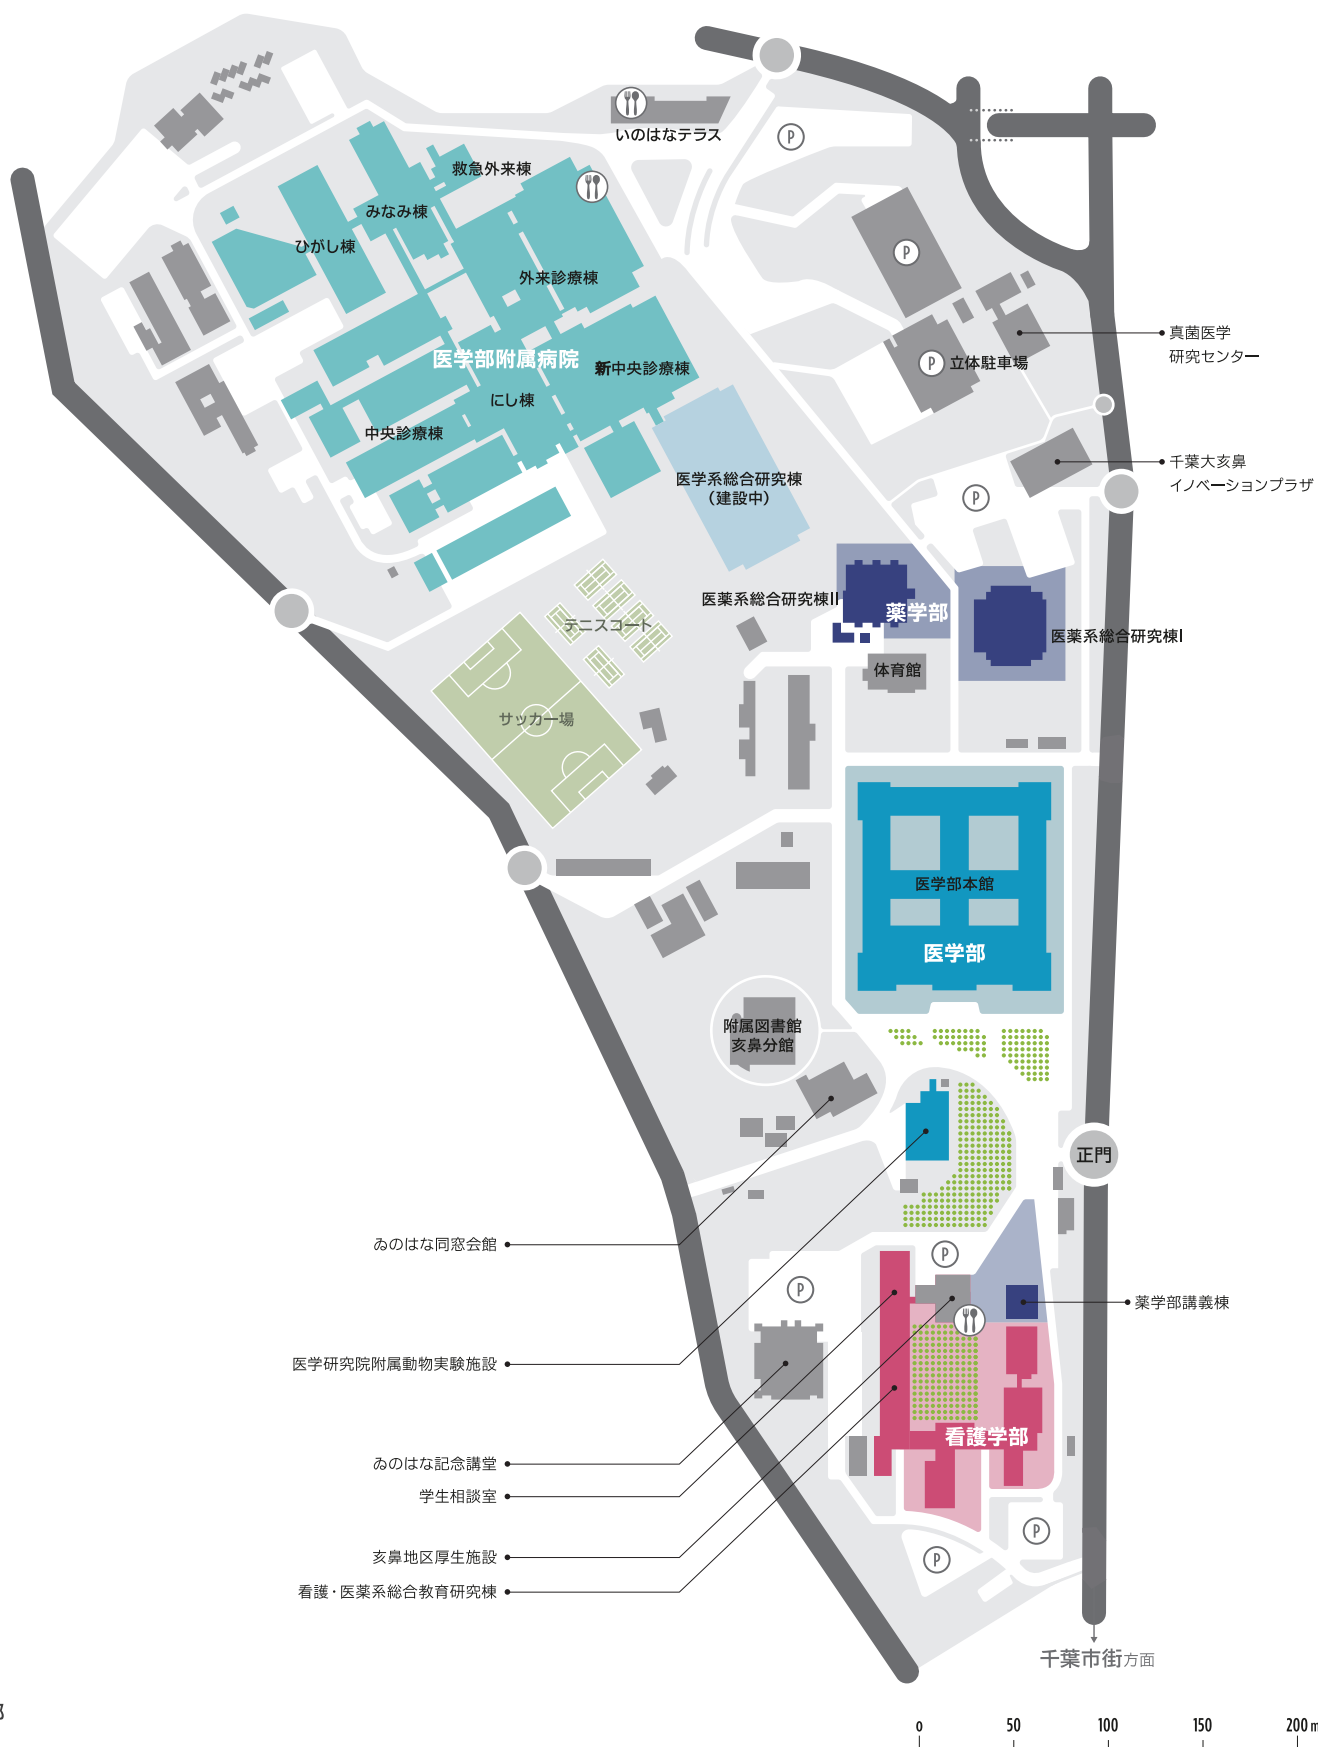 いのはなテラス
P
救急外来棟
みなみ棟
ひがし棟
P
外来診療棟
真菌医学
研究センター
医学部附属病院
新中央診療棟
P
立体駐車場
にし棟
中央診療棟
千葉大亥鼻
イノベーションプラザ
医学系総合研究棟
(建設中)
P
医薬系総合研究棟II
薬学部
テニスコート
医薬系総合研究棟I
体育館
サッカー場
医学部本館
医学部
附属図書館
亥鼻分館
正門
ゐのはな同窓会館
P
P
薬学部講義棟
医学研究院附属動物実験施設
看護学部
ゐのはな記念講堂
学生相談室
P
亥鼻地区厚生施設
P
看護・医薬系総合教育研究棟
千葉市街方面
0 50 100 150 200 m